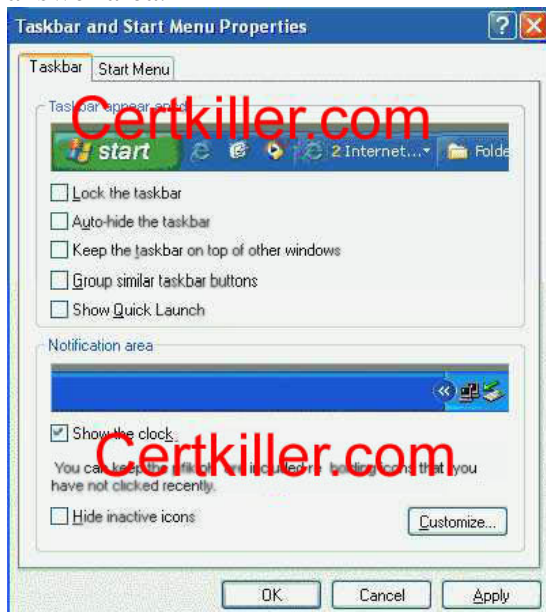 Taskbar and Start Menu Properties
Taskbar
Start Menu
Certkiller.com
start
2 Internet...
Folde
Lock the taskbar
Auto-hide the taskbar
Keep the taskbar on top of other windows
Group similar taskbar buttons
Show Quick Launch
Notification area
Show the clock
Certkiller.com
You can keep the that you
have not clicked recently.
Hide inactive icons
Customize...
OK
Cancel
Apply